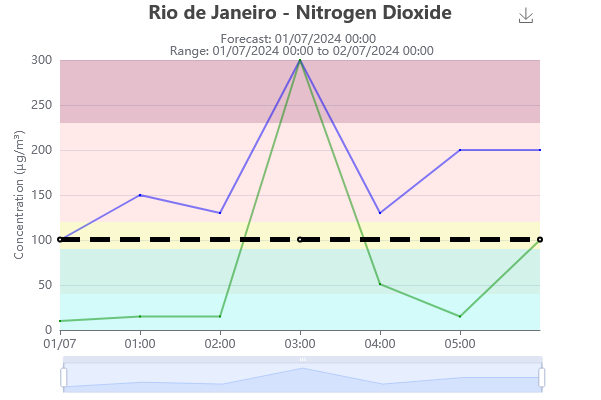 Rio de Janeiro - Nitrogen Dioxide
Forecast: 01/07/2024 00:00
Range: 01/07/2024 00:00 to 02/07/2024 00:00
Concentration (µg/m³)
300
250
200
150
100
50
0
01/07 01:00 02:00 03:00 04:00 05:00